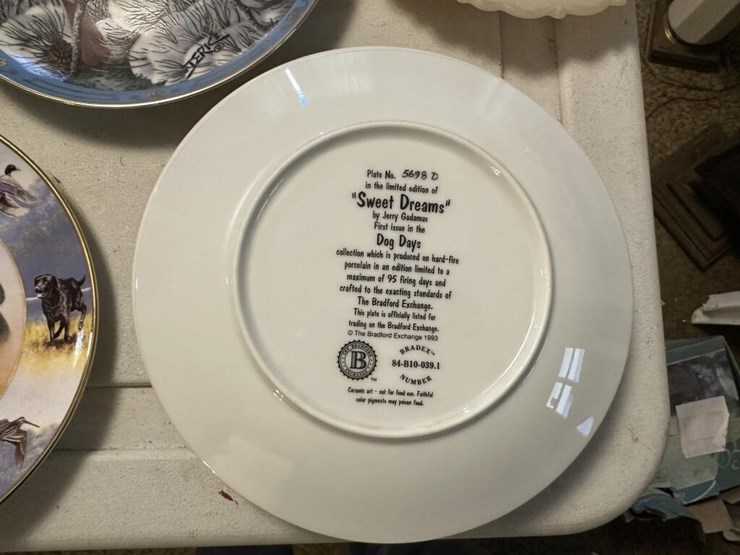 Plate No. 5698 D
in the limited edition of
"Sweet Dreams"
by Jerry Gadamus
First issue in the
Dog Days
collection which is produced on hard-fire
porcelain in an edition limited to a
maximum of 95 firing days and
crafted to the exacting standards of
The Bradford Exchange.
This plate is officially listed for
trading on the Bradford Exchange.
© The Bradford Exchange 1993
B
TM
BRADEX
84-B10-039.1
NUMBER
Ceramic art - not for food use. Faithful
color pigments may poison food.